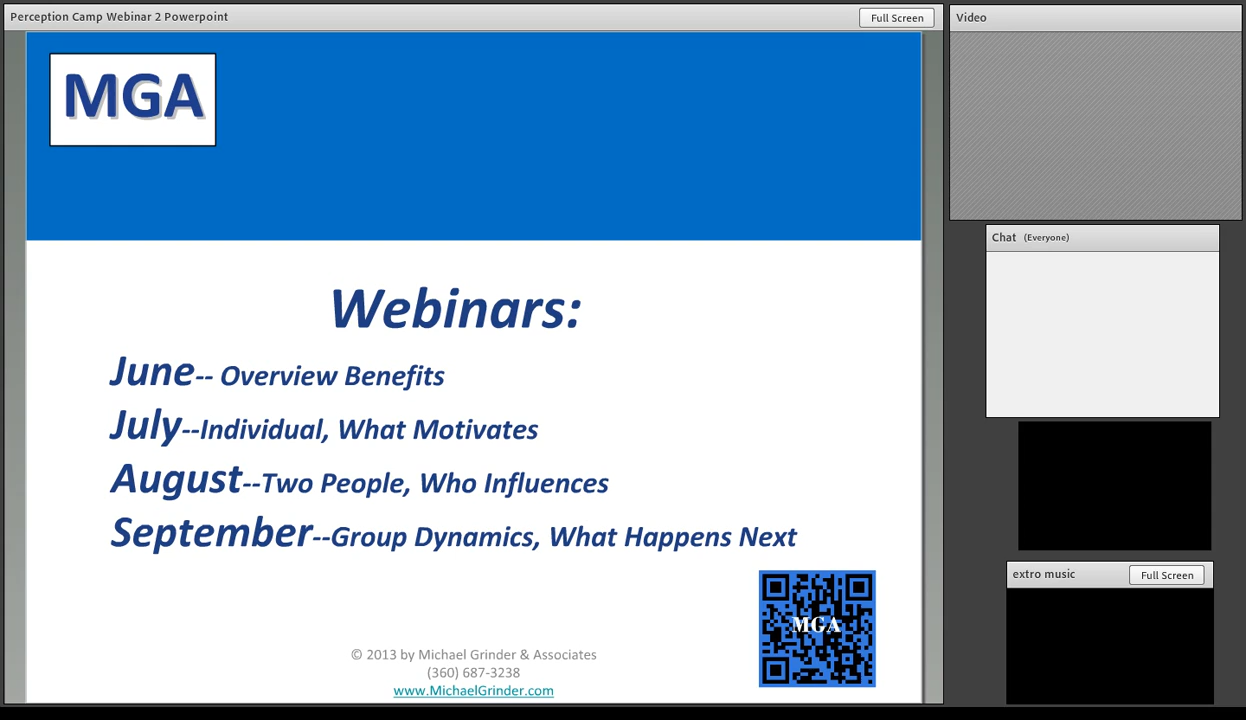 Perception Camp Webinar 2 Powerpoint
Full Screen
MGA
Webinars:
June-- Overview Benefits
July--Individual, What Motivates
August--Two People, Who Influences
September--Group Dynamics, What Happens Next
MGA
© 2013 by Michael Grinder & Associates
(360) 687-3238
www.MichaelGrinder.com
Video
Chat (Everyone)
extro music
Full Screen